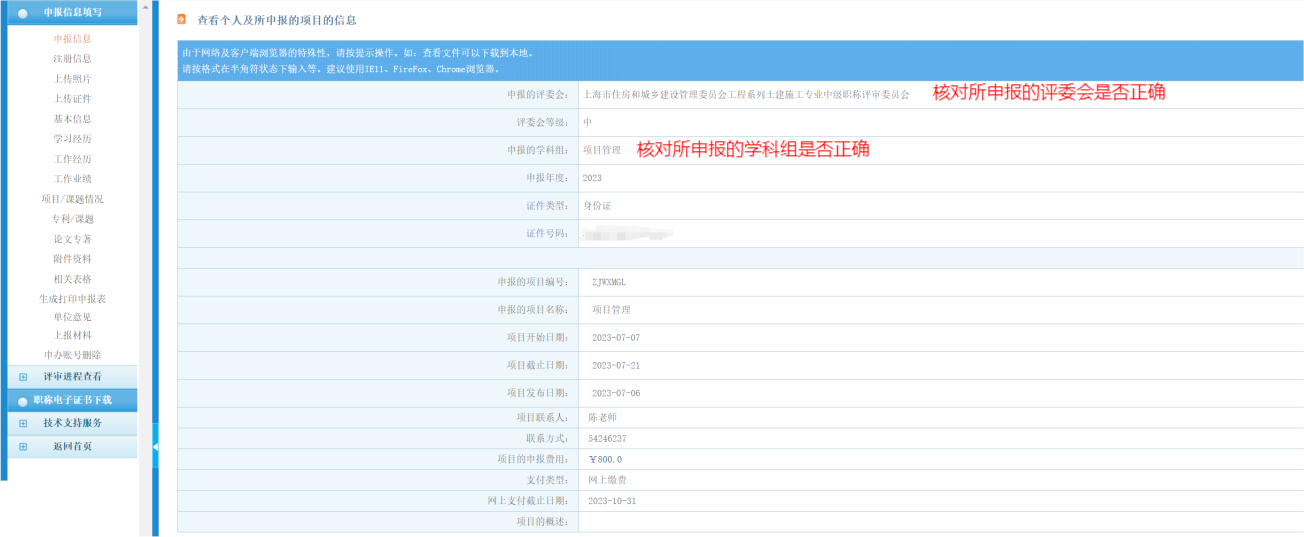 申报信息填写
申报信息
注册信息
上传照片
上传证件
基本信息
学习经历
工作经历
工作业绩
项目/课题情况
专利/课题
论文专著
附件资料
相关表格
生成打印申报表
单位意见
上报材料
申办账号删除
评审进程查看
职称电子证书下载
技术支持服务
返回首页
查看个人及所申报的项目的信息
由于网络及客户端浏览器的特殊性，请按提示操作。如：查看文件可以下载到本地。
请按格式在半角符状态下输入等。建议使用IE11、FireFox、Chrome浏览器。
申报的评委会： 上海市住房和城乡建设管理委员会工程系列土建施工专业中级职称评审委员会 核对所申报的评委会是否正确
评委会等级： 中
申报的学科组： 项目管理 核对所申报的学科组是否正确
申报年度： 2023
证件类型： 身份证
证件号码：
申报的项目编号： ZJWXMGL
申报的项目名称： 项目管理
项目开始日期： 2023-07-07
项目截止日期： 2023-07-21
项目发布日期： 2023-07-06
项目联系人： 陈老师
联系方式： 54246237
项目的申报费用： ￥800.0
支付类型： 网上缴费
网上支付截止日期： 2023-10-31
项目的概述：